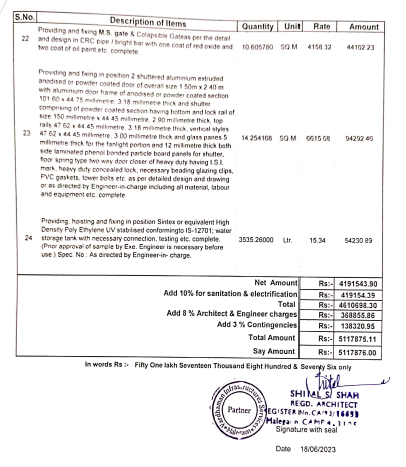 S.No. Description of Items Quantity Unit Rate Amount
22 Providing and fixing M.S. gate & Colapsible Gateas per the detail
and design in CRC pipe / bright bar with one coat of red oxide and 10.605780 SQ M 4158.32 44102.23
two coat of oil paint,etc. complete
Providing and fixing in position 2 shuttered aluminium extruded
anodised or powder coated door of overall size 1 50m x 2 40 m
with aluminium door frame of anodised or powder coated section
101 60 x 44 75 millimetre, 3.18 millimetre thick and shutter
comprising of powder coated section having bottom and lock rail of
size 150 millimetre x 44 45 millimetre, 2 90 millimetre thick, top
rails 47 62 x 44 45 millimetre. 3 18 millimetre thick, vertical styles
23 47 62 x 44 45 millimetre, 3.00 millimetre thick and glass panes 5 14.254168 SQ M 6615.08 94292.46
millimetre thick for the fanlight portion and 12 millimetre thick both
side laminated phenol bonded particle board panels for shutter,
floor spring type two way door closer of heavy duty having I.S.I.
mark, heavy duty concealed lock, necessary beading glazing clips,
PVC gaskets, tower bolts etc. as per detailed design and drawing
or as directed by Engineer-in-charge including all material, labour
and equipment etc. complete.
Providing, hoisting and fixing in position Sintex or equivalent High
Density Poly Ethylene UV stabilised conformingto IS-12701; water
24 storage tank with necessary connection, testing etc. complete. 3535.26000 Ltr. 15.34 54230.89
(Prior approval of sample by Exe. Engineer is necessary before
use.) Spec. No : As directed by Engineer-in- charge.
Net Amount Rs:- 4191543.90
Add 10% for sanitation & electrification Rs:- 419154.39
Total Rs:- 4610698.30
Add 8 % Architect & Engineer charges Rs:- 368855.86
Add 3 % Contingencies Rs:- 138320.95
Total Amount Rs:- 5117875.11
Say Amount Rs:- 5117876.00
In words Rs :- Fifty One lakh Seventeen Thousand Eight Hundred & Seventy Six only
Vardhaman Infrastructures Services
Partner
Malegaon
SHITAL S. SHAH
REGD. ARCHITECT
REGISTER No. CA/93/16698
Malegaon CAMP
Signature with seal
Date 18/06/2023